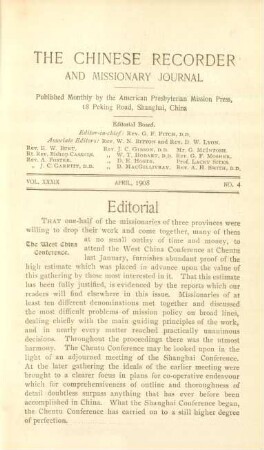 THE CHINESE RECORDER
AND MISSIONARY JOURNAL
Published Monthly by the American Presbyterian Mission Press,
18 Peking Road, Shanghai, China
Editorial Board.
Editor-in-chief: Rev. G. F. FITCH, D.D.
Associate Editors: Rev. W. N. BITTON and Rev. D. W. LYON.
Rev. R. W. BENT.
Rt. Rev. Bishop CASSELS.
Rev. A. FOSTER.
„ J. C. GARRITT, D.D.
Rev. J. C. GIBSON, D.D.
„ W. T. HOBART, D.D.
„ D. E. HOSTE.
„ D. MACGILLIVRAY.
Mr. G. MCINTOSH.
Rev. G. F. MOSHER.
Prof. LACEY SITES.
Rev. A. H. SMITH, D.D.
VOL. XXXIX APRIL, 1908 NO. 4
Editorial
THAT one-half of the missionaries of three provinces were
willing to drop their work and come together, many of them
The West China
Conference.
at no small outlay of time and money, to
attend the West China Conference at Chentu
last January, furnishes abundant proof of the
high estimate which was placed in advance upon the value of
this gathering by those most interested in it. That this estimate
has been fully justified, is evidenced by the reports which our
readers will find elsewhere in this issue. Missionaries of at
least ten different denominations met together and discussed
the most difficult problems of mission policy on broad lines,
dealing chiefly with the main guiding principles of the work,
and in nearly every matter reached practically unanimous
decisions. Throughout the proceedings there was the utmost
harmony. The Chentu Conference may be looked upon in the
light of an adjourned meeting of the Shanghai Conference.
At the later gathering the ideals of the earlier meeting were
brought to a clearer focus in plans for co-operative endeavour
which for comprehensiveness of outline and thoroughness of
detail doubtless surpass anything that has ever before been
accomplished in China. What the Shanghai Conference began,
the Chentu Conference has carried on to a still higher degree
of perfection.